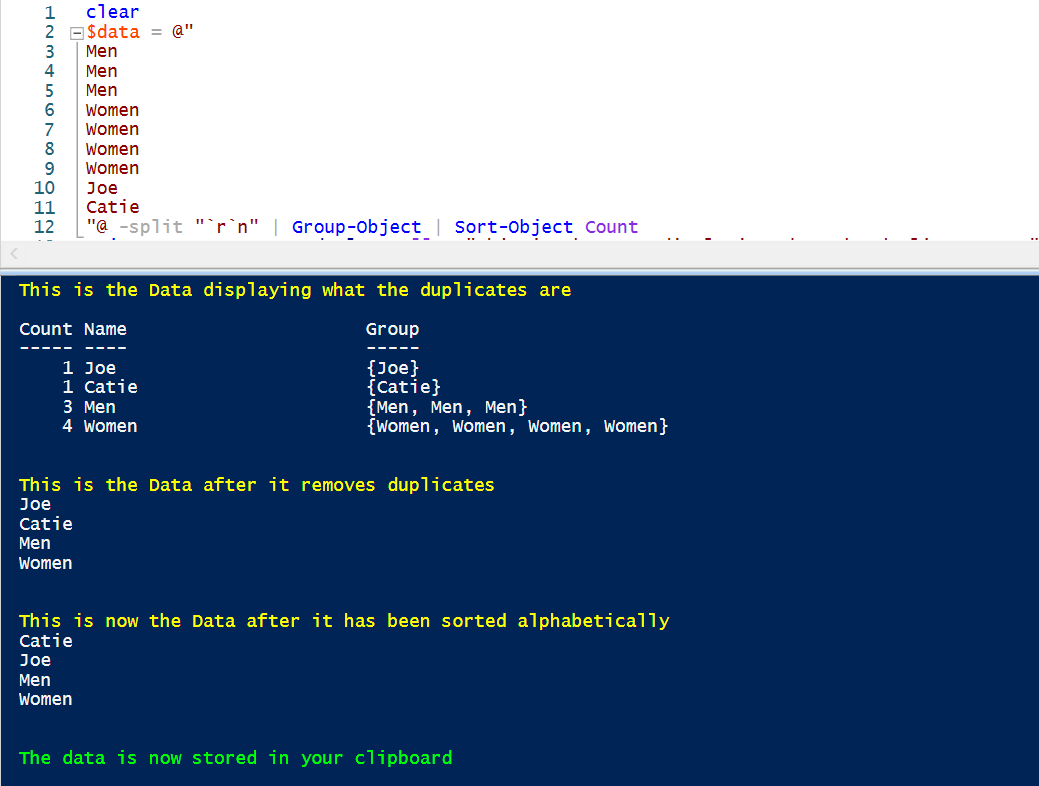 1 clear
2 $data = @"
3 Men
4 Men
5 Men
6 Women
7 Women
8 Women
9 Women
10 Joe
11 Catie
12 "@ -split "`r`n" | Group-Object | Sort-Object Count
This is the Data displaying what the duplicates are
Count Name Group
----- ---- -----
1 Joe {Joe}
1 Catie {Catie}
3 Men {Men, Men, Men}
4 Women {Women, Women, Women, Women}
This is the Data after it removes duplicates
Joe
Catie
Men
Women
This is now the Data after it has been sorted alphabetically
Catie
Joe
Men
Women
The data is now stored in your clipboard